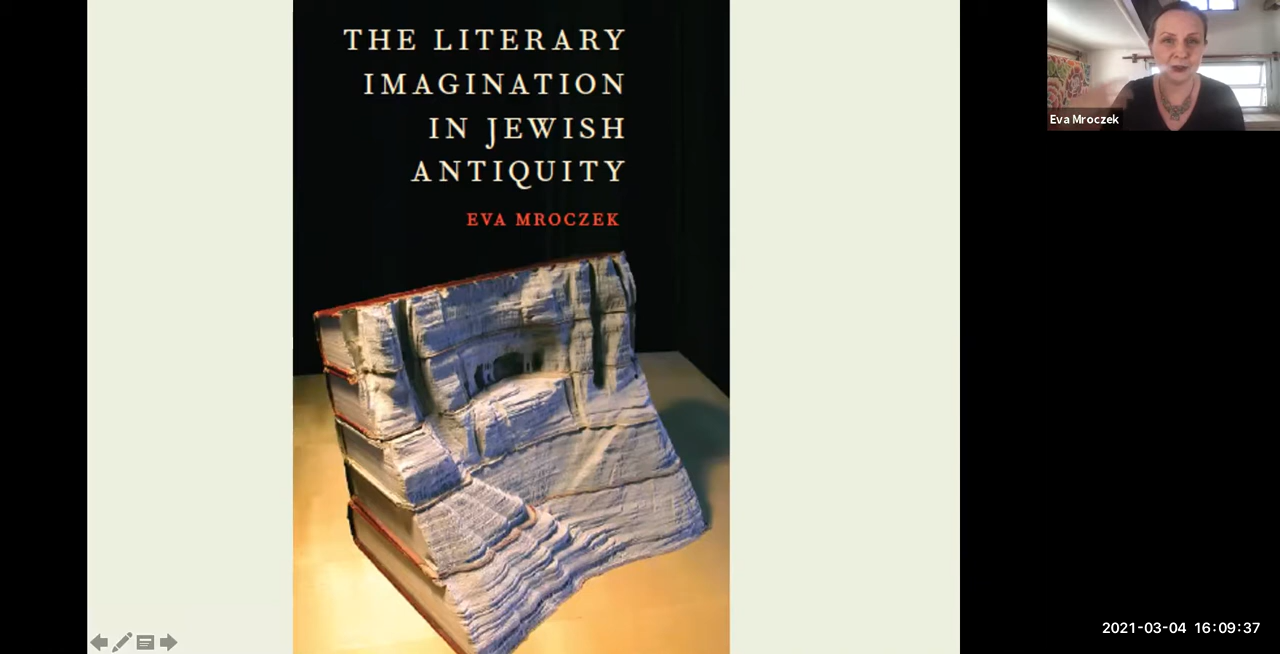 THE LITERARY
IMAGINATION
IN JEWISH
ANTIQUITY
EVA MROCZEK
Eva Mroczek
2021-03-04 16:09:37